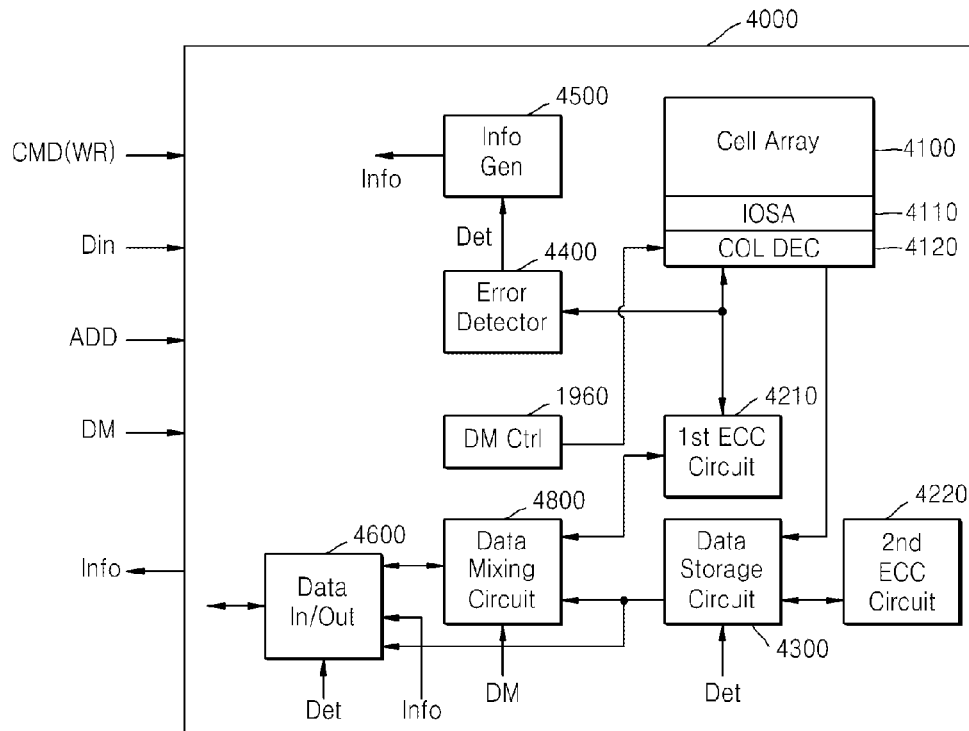 4000
4500
CMD(WR)
Info
Gen
Info
Cell Array
4100
IOSA
4110
Din
Det
4400
COL DEC
4120
Error
Detector
ADD
1960
4210
DM
DM Ctrl
1st ECC
Circuit
4800
4220
4600
Data
Mixing
Circuit
Data
Storage
Circuit
2nd
ECC
Circuit
Info
Data
In/Out
4300
Det
Info
DM
Det